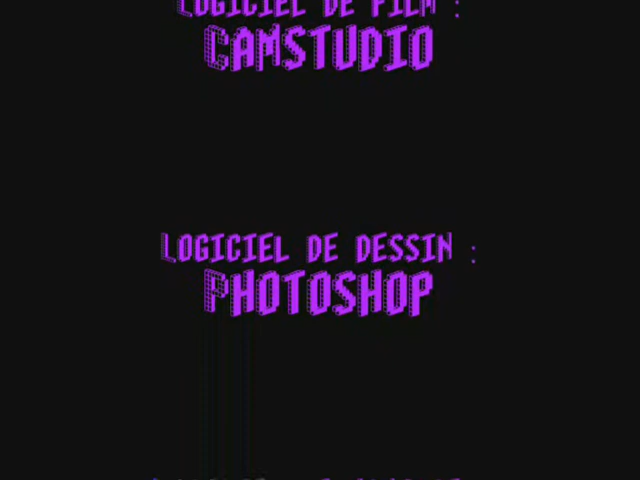 LOGICIEL DE FILM :
CAMSTUDIO
LOGICIEL DE DESSIN :
PHOTOSHOP